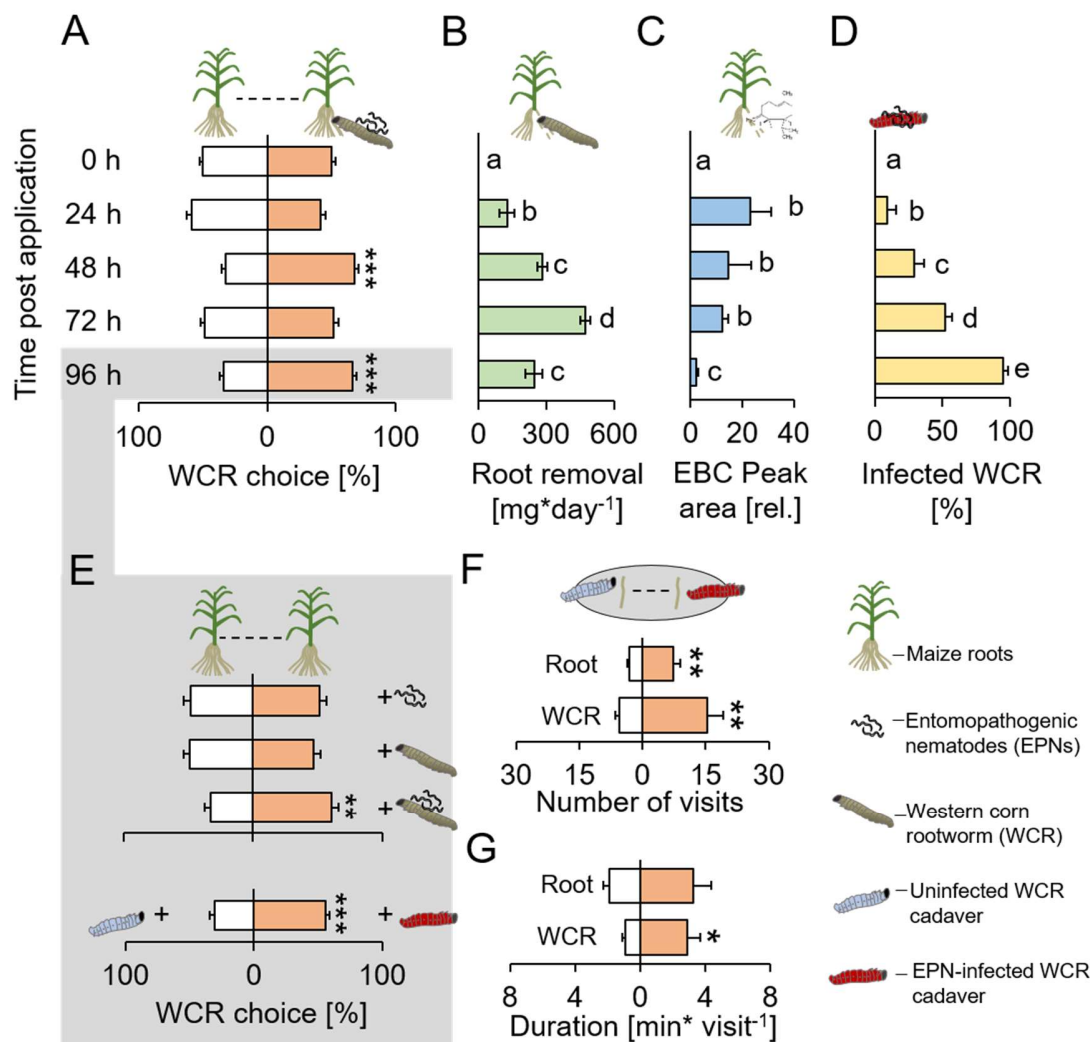 A
B
C
D
CH₃
Time post application
0 h
24 h
48 h
72 h
96 h
***
***
a
b
c
d
c
a
b
b
b
c
a
b
c
d
e
100 0 100
WCR choice [%]
0 300 600
Root removal
[mg*day⁻¹]
0 20 40
EBC Peak
area [rel.]
0 50 100
Infected WCR
[%]
E
+
+
**
+
+
***
+
100 0 100
WCR choice [%]
F
Root
**
WCR
**
30 15 0 15 30
Number of visits
G
Root
WCR
*
8 4 0 4 8
Duration [min* visit⁻¹]
Maize roots
Entomopathogenic
nematodes (EPNs)
Western corn
rootworm (WCR)
Uninfected WCR
cadaver
EPN-infected WCR
cadaver